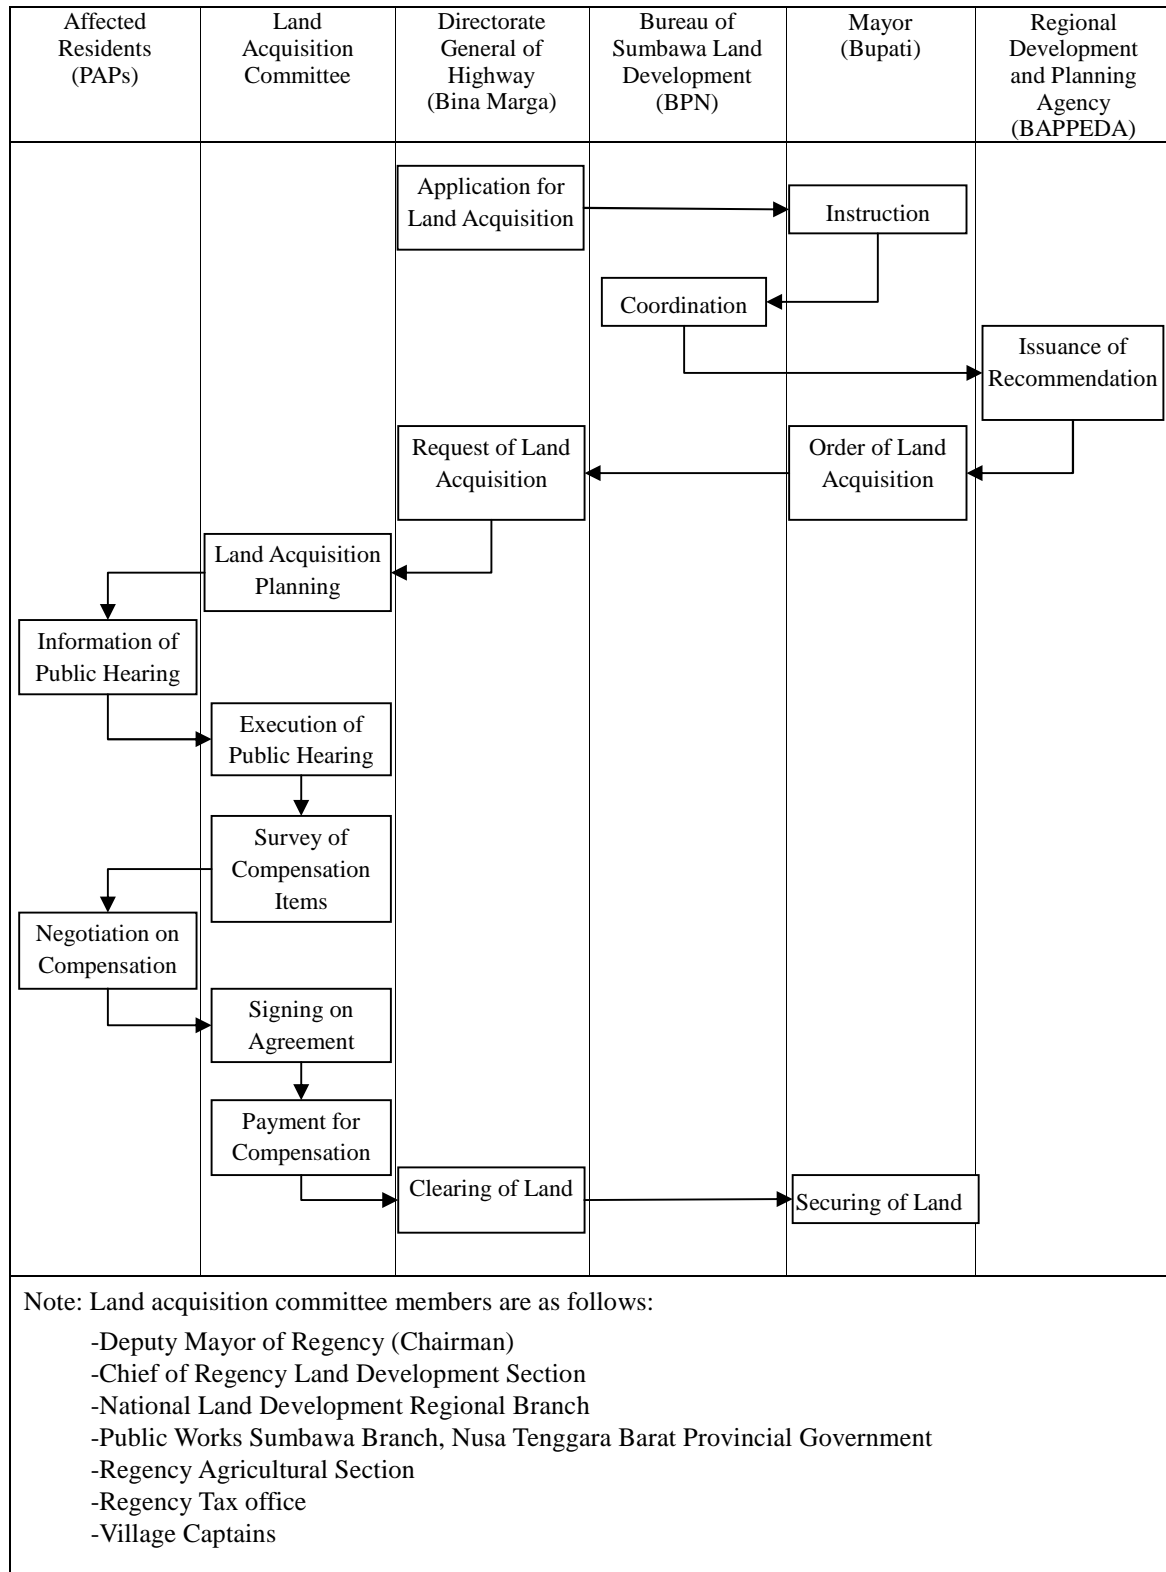 Affected
Residents
(PAPs)
Land
Acquisition
Committee
Directorate
General of
Highway
(Bina Marga)
Bureau of
Sumbawa Land
Development
(BPN)
Mayor
(Bupati)
Regional
Development
and Planning
Agency
(BAPPEDA)
Application for
Land Acquisition
Instruction
Coordination
Issuance of
Recommendation
Order of Land
Acquisition
Request of Land
Acquisition
Land Acquisition
Planning
Information of
Public Hearing
Execution of
Public Hearing
Survey of
Compensation
Items
Negotiation on
Compensation
Signing on
Agreement
Payment for
Compensation
Clearing of Land
Securing of Land
Note: Land acquisition committee members are as follows:
-Deputy Mayor of Regency (Chairman)
-Chief of Regency Land Development Section
-National Land Development Regional Branch
-Public Works Sumbawa Branch, Nusa Tenggara Barat Provincial Government
-Regency Agricultural Section
-Regency Tax office
-Village Captains